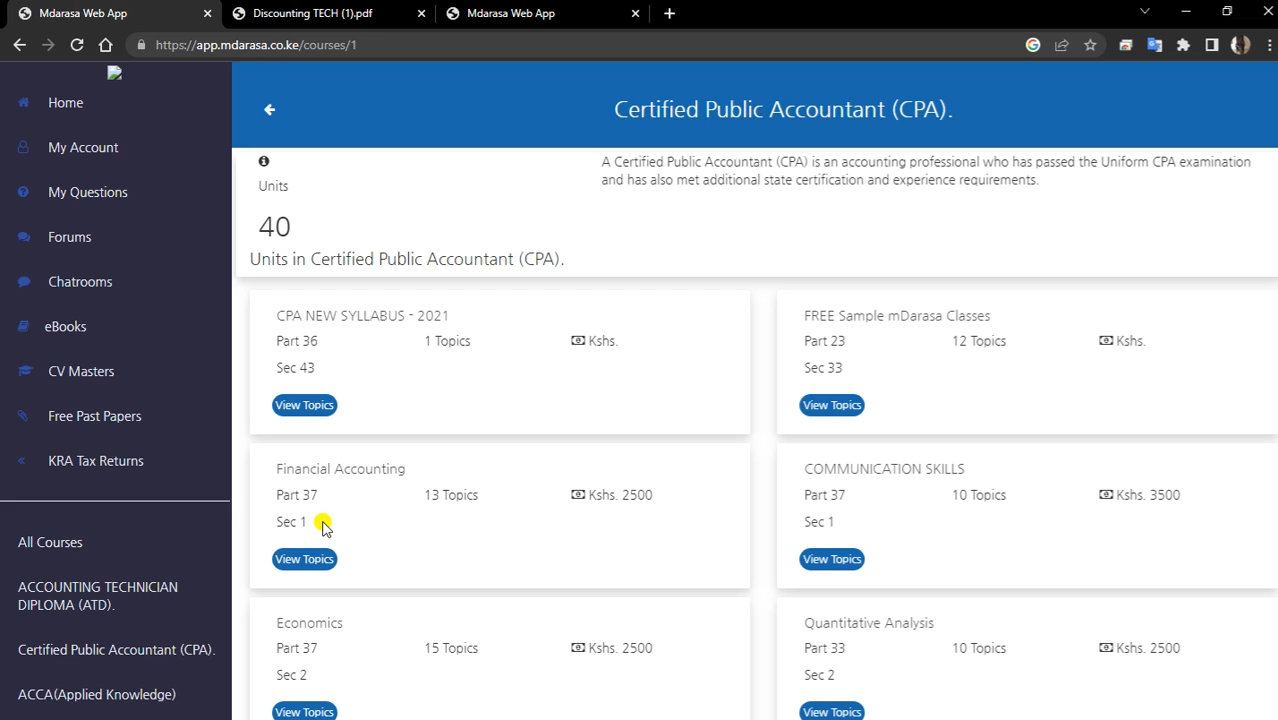 Mdarasa Web App
Discounting TECH (1).pdf
Mdarasa Web App
https://app.mdarasa.co.ke/courses/1
Home
My Account
My Questions
Forums
Chatrooms
eBooks
CV Masters
Free Past Papers
KRA Tax Returns
All Courses
ACCOUNTING TECHNICIAN
DIPLOMA (ATD).
Certified Public Accountant (CPA).
ACCA(Applied Knowledge)
Certified Public Accountant (CPA).
Units
40
Units in Certified Public Accountant (CPA).
A Certified Public Accountant (CPA) is an accounting professional who has passed the Uniform CPA examination
and has also met additional state certification and experience requirements.
CPA NEW SYLLABUS - 2021
Part 36 1 Topics Kshs.
Sec 43
View Topics
FREE Sample mDarasa Classes
Part 23 12 Topics Kshs.
Sec 33
View Topics
Financial Accounting
Part 37 13 Topics Kshs. 2500
Sec 1
View Topics
COMMUNICATION SKILLS
Part 37 10 Topics Kshs. 3500
Sec 1
View Topics
Economics
Part 37 15 Topics Kshs. 2500
Sec 2
View Topics
Quantitative Analysis
Part 33 10 Topics Kshs. 2500
Sec 2
View Topics